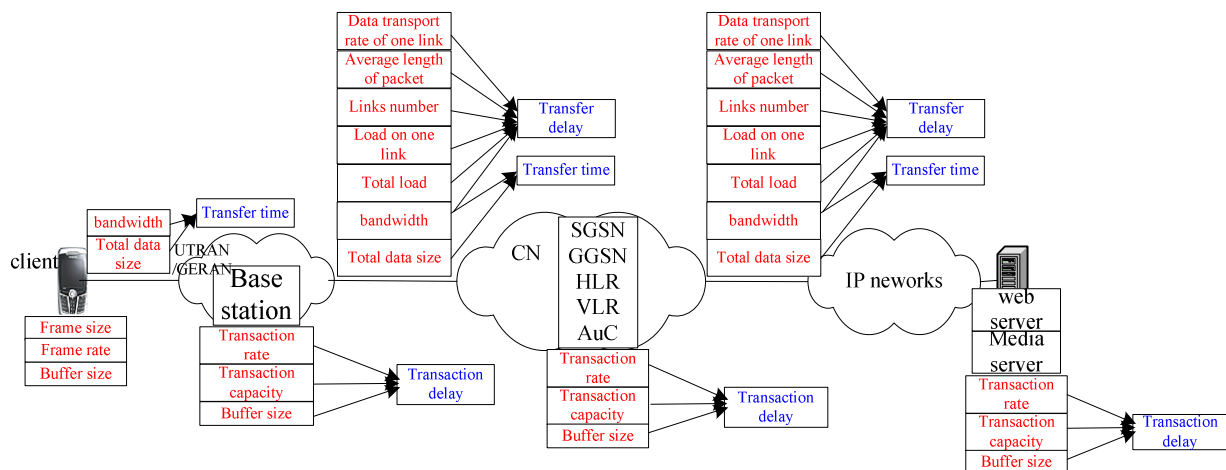 Data transport
rate of one link
Average length
of packet
Links number
Load on one
link
Total load
bandwidth
Total data size
Transfer
delay
Transfer time
Data transport
rate of one link
Average length
of packet
Links number
Load on one
link
Total load
bandwidth
Total data size
Transfer
delay
Transfer time
bandwidth
Total data
size
Transfer time
client
UTRAN
/GERAN
Base
station
CN
SGSN
GGSN
HLR
VLR
AuC
IP neworks
web
server
Media
server
Frame size
Frame rate
Buffer size
Transaction
rate
Transaction
capacity
Buffer size
Transaction
delay
Transaction
rate
Transaction
capacity
Buffer size
Transaction
delay
Transaction
rate
Transaction
capacity
Buffer size
Transaction
delay